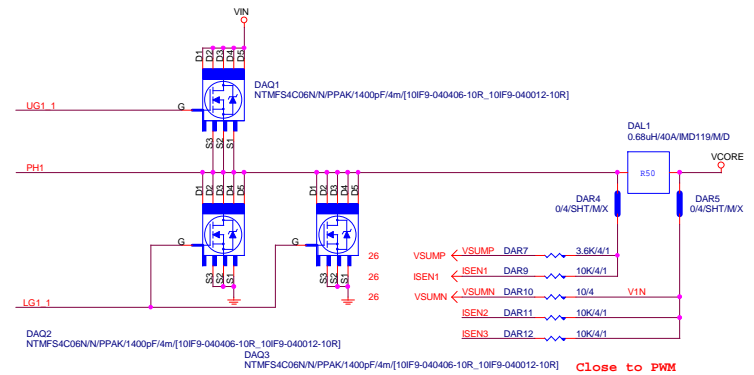 VIN
D1 D2 D3 D4 D5
DAQ1
NTMFS4C06N/N/PPAK/1400pF/4m/[10IF9-040406-10R_10IF9-040012-10R]
UG1_1
G
S3 S2 S1
DAL1
0.68uH/40A/IMD119/M/D
VCORE
PH1
R50
D1 D2 D3 D4 D5
D1 D2 D3 D4 D5
DAR4
0/4/SHT/M/X
DAR5
0/4/SHT/M/X
G
G
S3 S2 S1
S3 S2 S1
26 VSUMP VSUMP DAR7 3.6K/4/1
26 ISEN1 ISEN1 DAR9 10K/4/1
26 VSUMN VSUMN DAR10 10/4 V1N
LG1_1
ISEN2 DAR11 10K/4/1
ISEN3 DAR12 10K/4/1
DAQ2
NTMFS4C06N/N/PPAK/1400pF/4m/[10IF9-040406-10R_10IF9-040012-10R]
DAQ3
NTMFS4C06N/N/PPAK/1400pF/4m/[10IF9-040406-10R_10IF9-040012-10R]
Close to PWM